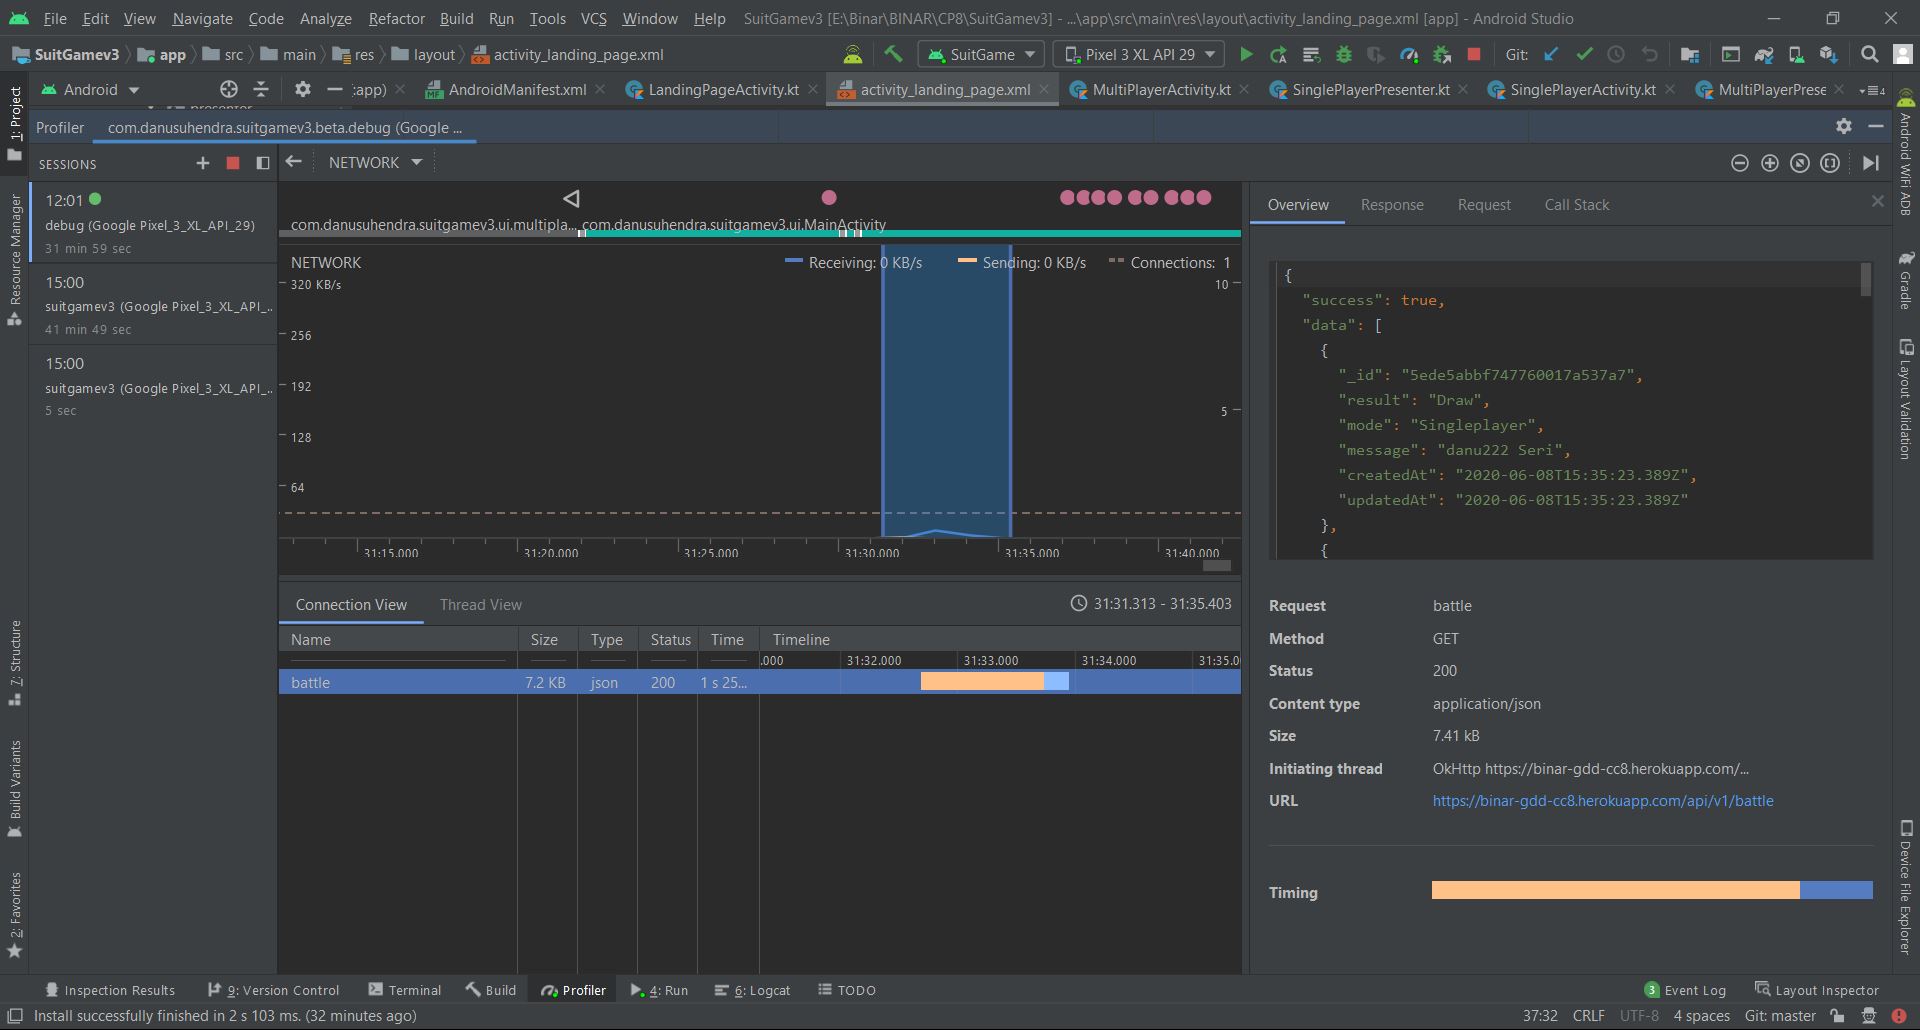 File Edit View Navigate Code Analyze Refactor Build Run Tools VCS Window Help SuitGamev3 [E:\Binar\BINAR\CP8\SuitGamev3] - ...\app\src\main\res\layout\activity_landing_page.xml [app] - Android Studio
SuitGamev3 app src main res layout activity_landing_page.xml SuitGame Pixel 3 XL API 29 Git:
Android :app) AndroidManifest.xml LandingPageActivity.kt activity_landing_page.xml MultiPlayerActivity.kt SinglePlayerPresenter.kt SinglePlayerActivity.kt MultiPlayerPrese 4
Profiler com.danusuhendra.suitgamev3.beta.debug (Google ...
SESSIONS NETWORK
12:01
debug (Google Pixel_3_XL_API_29)
31 min 59 sec
15:00
suitgamev3 (Google Pixel_3_XL_API_...
41 min 49 sec
15:00
suitgamev3 (Google Pixel_3_XL_API_...
5 sec
com.danusuhendra.suitgamev3.ui.multipla... com.danusuhendra.suitgamev3.ui.MainActivity
NETWORK Receiving: 0 KB/s Sending: 0 KB/s Connections: 1
320 KB/s 10
256
192
128 5
64
31:15.000 31:20.000 31:25.000 31:30.000 31:35.000 31:40.000
Connection View Thread View 31:31.313 - 31:35.403
Name Size Type Status Time Timeline
.000 31:32.000 31:33.000 31:34.000 31:35.0
battle 7.2 KB json 200 1 s 25...
Overview Response Request Call Stack
{
"success": true,
"data": [
{
"_id": "5ede5abbf747760017a537a7",
"result": "Draw",
"mode": "Singleplayer",
"message": "danu222 Seri",
"createdAt": "2020-06-08T15:35:23.389Z",
"updatedAt": "2020-06-08T15:35:23.389Z"
},
{
Request battle
Method GET
Status 200
Content type application/json
Size 7.41 kB
Initiating thread OkHttp https://binar-gdd-cc8.herokuapp.com/...
URL https://binar-gdd-cc8.herokuapp.com/api/v1/battle
Timing
1: Project
Resource Manager
7: Structure
Build Variants
2: Favorites
Android WiFi ADB
Gradle
Layout Validation
Device File Explorer
Inspection Results 9: Version Control Terminal Build Profiler 4: Run 6: Logcat TODO 3 Event Log Layout Inspector
Install successfully finished in 2 s 103 ms. (32 minutes ago) 37:32 CRLF UTF-8 4 spaces Git: master